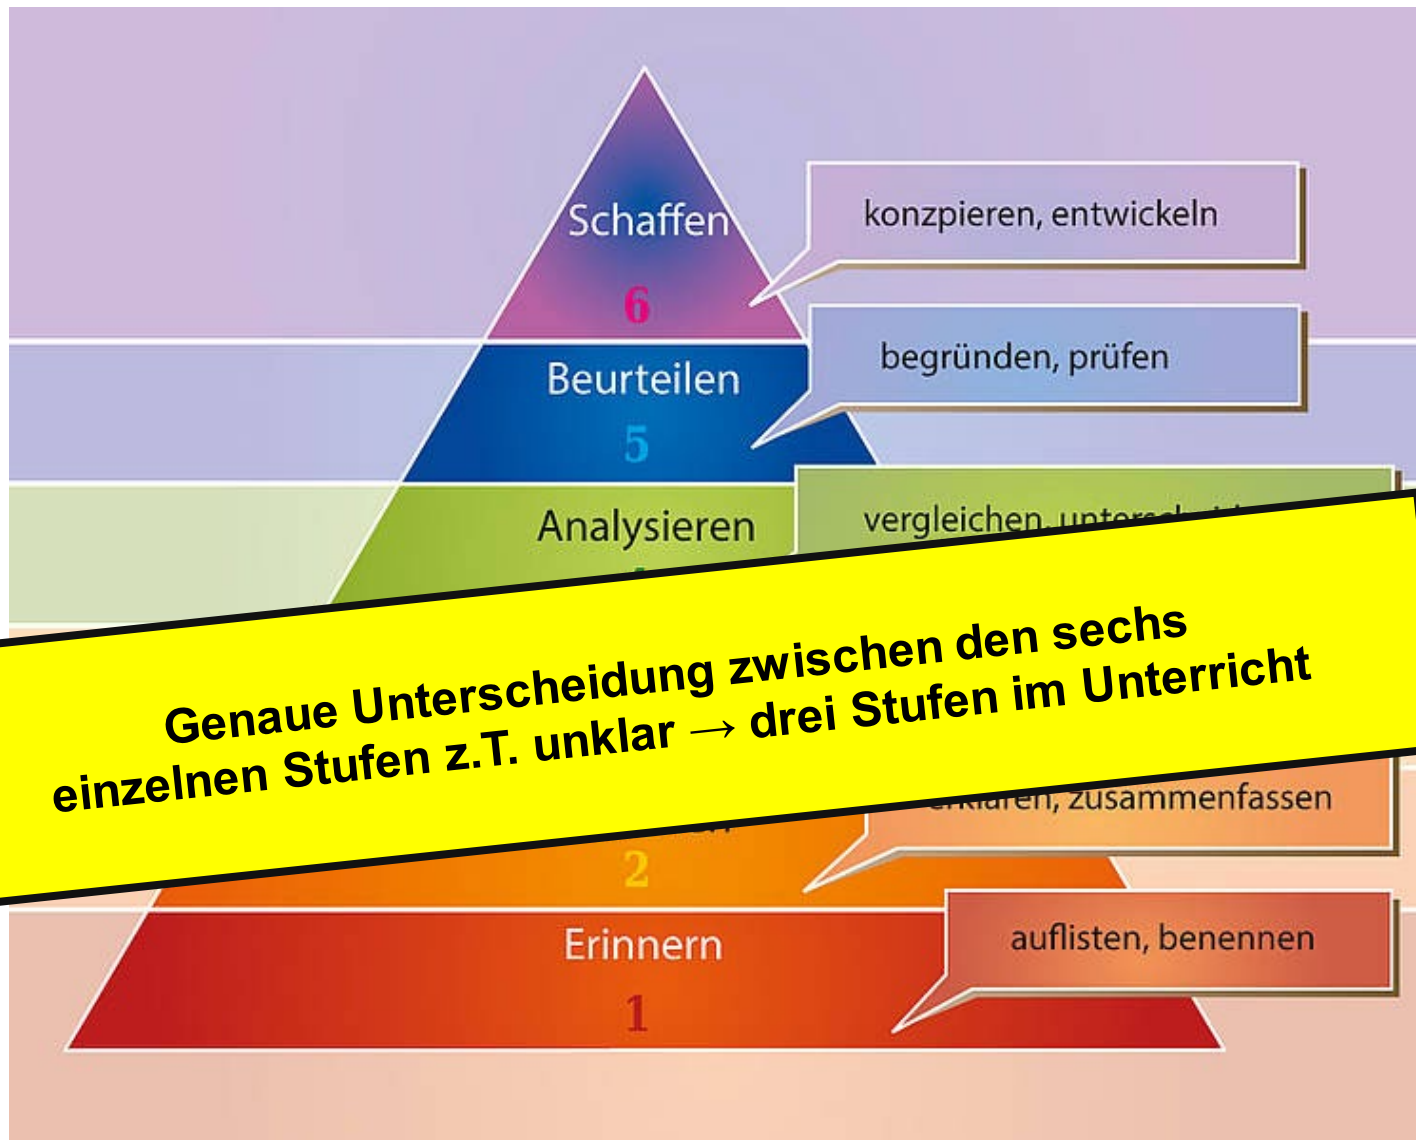 Schaffen
6
konzpieren, entwickeln
Beurteilen
5
begründen, prüfen
Analysieren
vergleichen,
Genaue Unterscheidung zwischen den sechs
einzelnen Stufen z.T. unklar → drei Stufen im Unterricht
erklären, zusammenfassen
2
Erinnern
1
auflisten, benennen